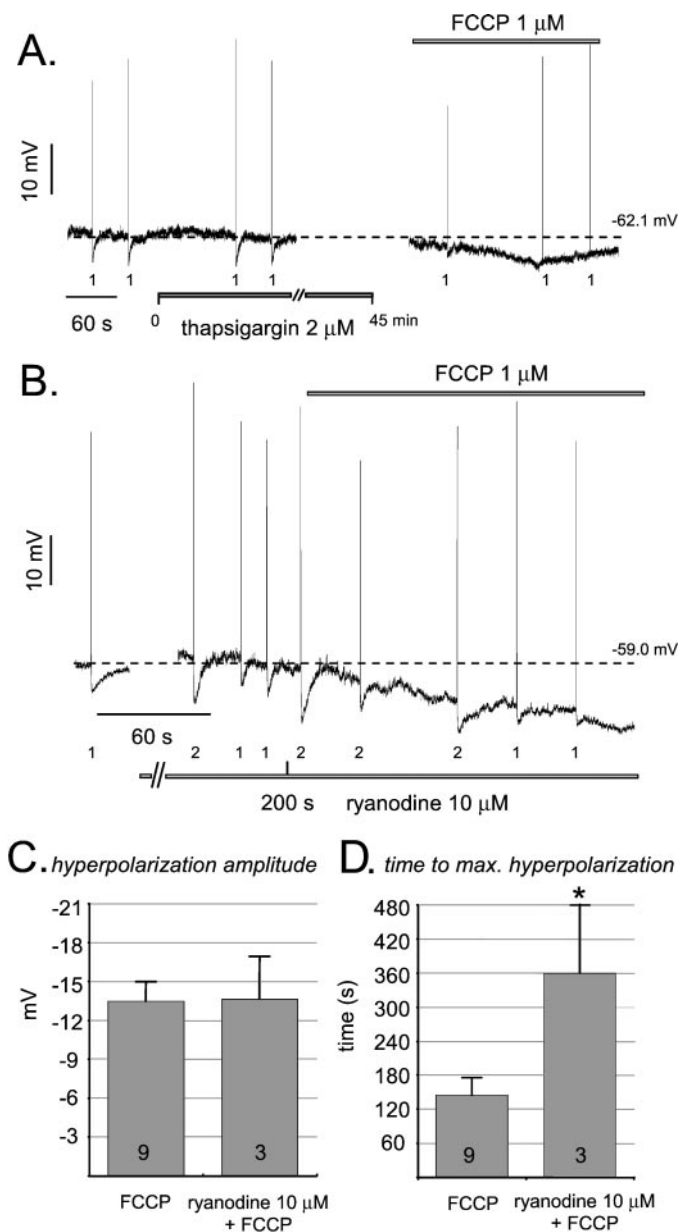 A.
FCCP 1 μM
10 mV
-62.1 mV
1 1 1 1 1 1 1
60 s
0 thapsigargin 2 μM 45 min
B.
FCCP 1 μM
10 mV
-59.0 mV
60 s
1 2 1 1 2 2 2 1 1
200 s ryanodine 10 μM
C. hyperpolarization amplitude
-21
-18
-15
-12
-9
-6
-3
mV
9 3
FCCP ryanodine 10 μM
+ FCCP
D. time to max. hyperpolarization
*
480
420
360
300
240
180
120
60
time (s)
9 3
FCCP ryanodine 10 μM
+ FCCP